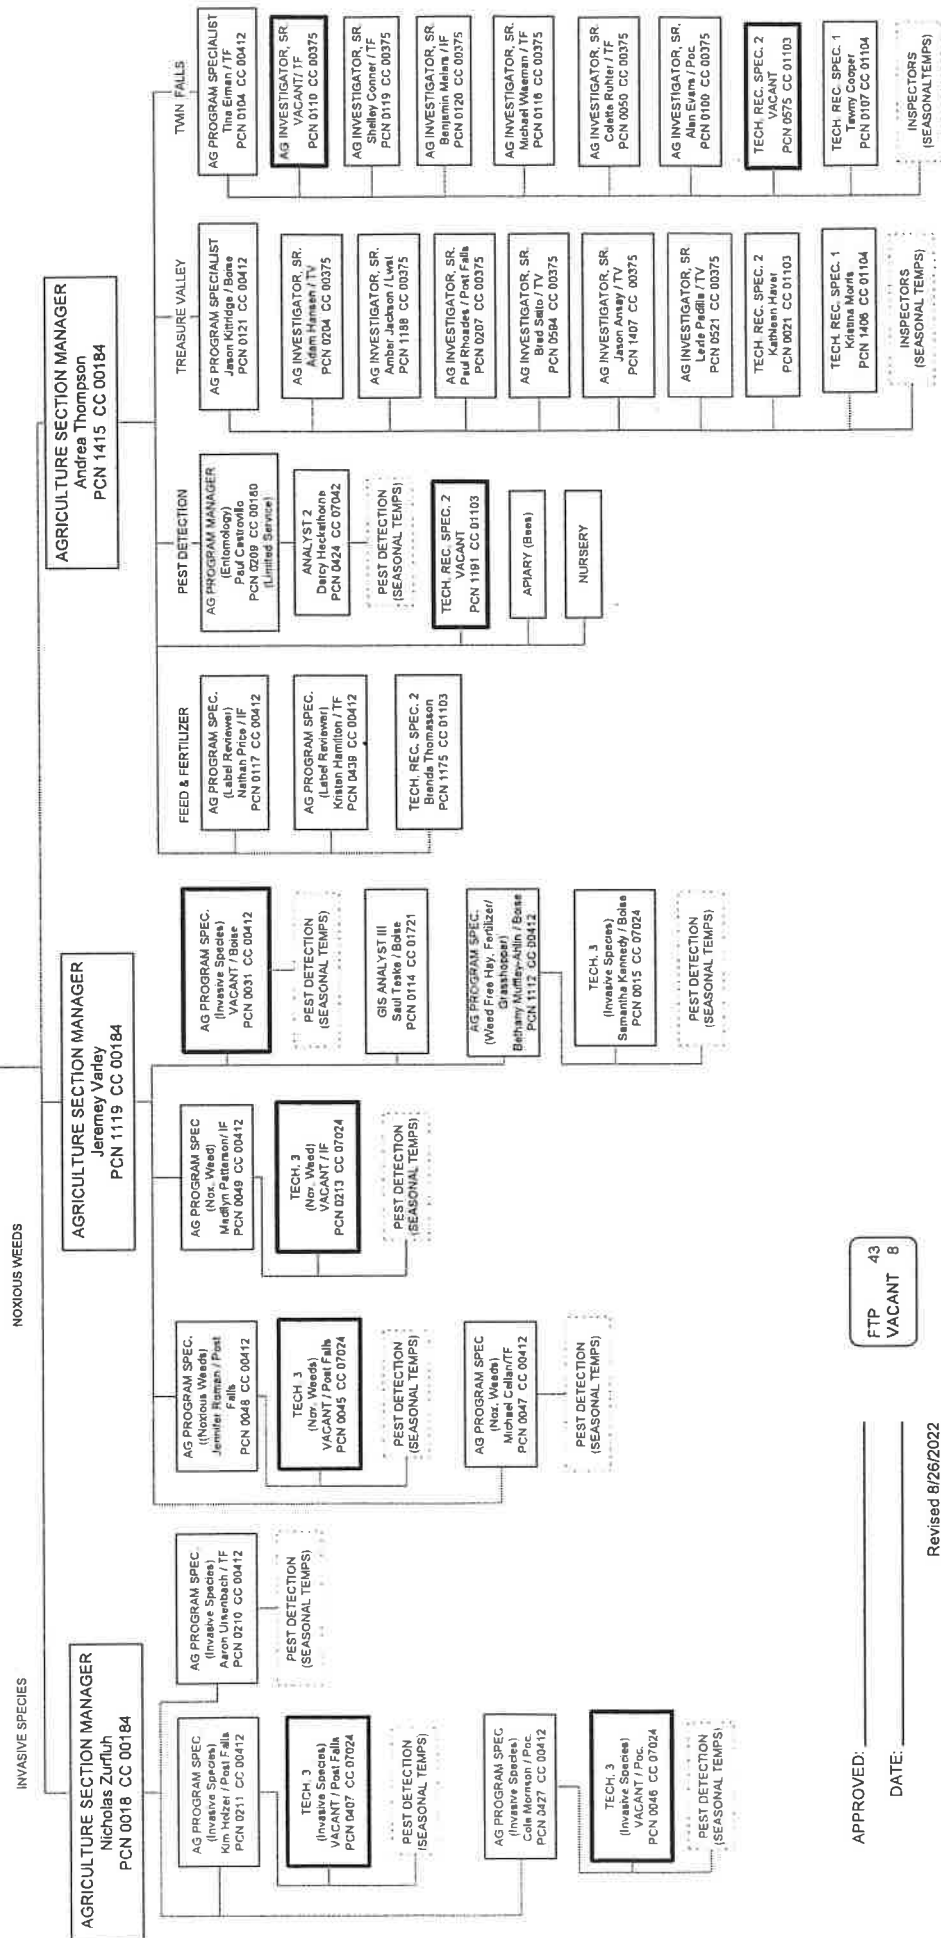 INVASIVE SPECIES
NOXIOUS WEEDS
AGRICULTURE SECTION MANAGER
Nicholas Zurfluh
PCN 0018 CC 00184
AG PROGRAM SPEC
(Invasive Species)
Kim Holzer / Post Falls
PCN 0211 CC 00412
TECH. 3
(Invasive Species)
VACANT / Post Falls
PCN 0407 CC 07024
PEST DETECTION
(SEASONAL TEMPS)
AG PROGRAM SPEC
(Invasive Species)
Cole Morrison / Poc.
PCN 0427 CC 00412
TECH. 3
(Invasive Species)
VACANT / Poc.
PCN 0046 CC 07024
PEST DETECTION
(SEASONAL TEMPS)
AG PROGRAM SPEC.
(Invasive Species)
Aaron Ursenbach / TF
PCN 0210 CC 00412
PEST DETECTION
(SEASONAL TEMPS)
AGRICULTURE SECTION MANAGER
Jeremey Varley
PCN 1119 CC 00184
AG PROGRAM SPEC.
((Noxious Weeds)
Jennifer Roman / Post
Falls
PCN 0048 CC 00412
TECH. 3
(Nox. Weeds)
VACANT / Post Falls
PCN 0045 CC 07024
PEST DETECTION
(SEASONAL TEMPS)
AG PROGRAM SPEC
(Nox. Weeds)
Michael Cellan/TF
PCN 0047 CC 00412
PEST DETECTION
(SEASONAL TEMPS)
AG PROGRAM SPEC
(Nox. Weed)
Madilyn Patterson/ IF
PCN 0049 CC 00412
TECH. 3
(Nox. Weed)
VACANT / IF
PCN 0213 CC 07024
PEST DETECTION
(SEASONAL TEMPS)
AG PROGRAM SPEC.
(Invasive Species)
VACANT / Boise
PCN 0031 CC 00412
PEST DETECTION
(SEASONAL TEMPS)
GIS ANALYST III
Saul Teske / Boise
PCN 0114 CC 01721
AG PROGRAM SPEC.
(Weed Free Hay, Fertilizer/
Grasshopper)
Bethany Muffley-Ahlin / Boise
PCN 1112 CC 00412
TECH. 3
(Invasive Species)
Samantha Kennedy / Boise
PCN 0015 CC 07024
PEST DETECTION
(SEASONAL TEMPS)
AGRICULTURE SECTION MANAGER
Andrea Thompson
PCN 1415 CC 00184
FEED & FERTILIZER
AG PROGRAM SPEC.
(Label Reviewer)
Nathan Price / IF
PCN 0117 CC 00412
AG PROGRAM SPEC.
(Label Reviewer)
Kristen Hamilton / TF
PCN 0439 CC 00412
TECH. REC. SPEC. 2
Brenda Thomasson
PCN 1175 CC 01103
PEST DETECTION
AG PROGRAM MANAGER
(Entomology)
Paul Castrovillo
PCN 0209 CC 00180
(Limited Service)
ANALYST 2
Darcy Heckathorne
PCN 0424 CC 07042
PEST DETECTION
(SEASONAL TEMPS)
TECH. REC. SPEC. 2
VACANT
PCN 1191 CC 01103
APIARY (Bees)
NURSERY
TREASURE VALLEY
AG PROGRAM SPECIALIST
Jason Kittridge / Boise
PCN 0121 CC 00412
AG INVESTIGATOR, SR.
Adam Hansen / TV
PCN 0204 CC 00375
AG INVESTIGATOR, SR.
Amber Jackson / Lwst
PCN 1188 CC 00375
AG INVESTIGATOR, SR.
Paul Rhoades / Post Falls
PCN 0207 CC 00375
AG INVESTIGATOR, SR.
Brad Saito / TV
PCN 0594 CC 00375
AG INVESTIGATOR, SR.
Jason Ansay / TV
PCN 1407 CC 00375
AG INVESTIGATOR, SR.
Lexie Padilla / TV
PCN 0521 CC 00375
TECH. REC. SPEC. 2
Kathleen Haver
PCN 0021 CC 01103
TECH. REC. SPEC. 1
Kristina Morris
PCN 1406 CC 01104
INSPECTORS
(SEASONAL TEMPS)
TWIN FALLS
AG PROGRAM SPECIALIST
Tina Eirman / TF
PCN 0104 CC 00412
AG INVESTIGATOR, SR.
VACANT/ TF
PCN 0110 CC 00375
AG INVESTIGATOR, SR.
Shelley Conner / TF
PCN 0119 CC 00375
AG INVESTIGATOR, SR.
Benjamin Meiers / IF
PCN 0120 CC 00375
AG INVESTIGATOR, SR.
Michael Waeman / TF
PCN 0116 CC 00375
AG INVESTIGATOR, SR.
Colette Ruhter / TF
PCN 0050 CC 00375
AG INVESTIGATOR, SR.
Alan Evans / Poc.
PCN 0100 CC 00375
TECH. REC. SPEC. 2
VACANT
PCN 0575 CC 01103
TECH. REC. SPEC. 1
Tawny Cooper
PCN 0107 CC 01104
INSPECTORS
(SEASONAL TEMPS)
APPROVED:
DATE:
FTP 43
VACANT 8
Revised 8/26/2022